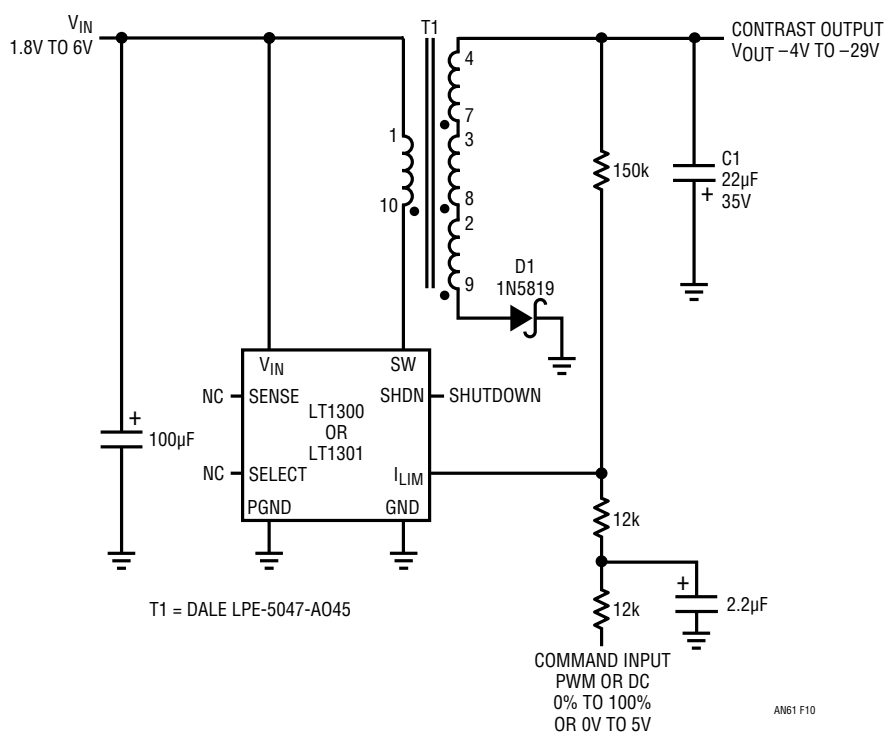 VIN
1.8V TO 6V
T1
CONTRAST OUTPUT
VOUT –4V TO –29V
4
7
3
8
2
9
1
10
150k
C1
22µF
35V
+
D1
1N5819
VIN
SW
NC
SENSE
SHDN
SHUTDOWN
LT1300
OR
LT1301
+
100µF
NC
SELECT
ILIM
PGND
GND
12k
+
2.2µF
12k
T1 = DALE LPE-5047-AO45
COMMAND INPUT
PWM OR DC
0% TO 100%
OR 0V TO 5V
AN61 F10